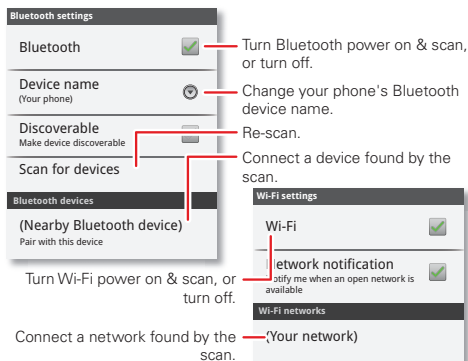 Bluetooth settings
Bluetooth
Turn Bluetooth power on & scan,
or turn off.
Device name
(Your phone)
Change your phone's Bluetooth
device name.
Discoverable
Make device discoverable
Re-scan.
Scan for devices
Connect a device found by the
scan.
Bluetooth devices
(Nearby Bluetooth device)
Pair with this device
Wi-Fi settings
Wi-Fi
Turn Wi-Fi power on & scan, or
turn off.
Network notification
Notify me when an open network is
available
Wi-Fi networks
(Your network)
Connect a network found by the
scan.